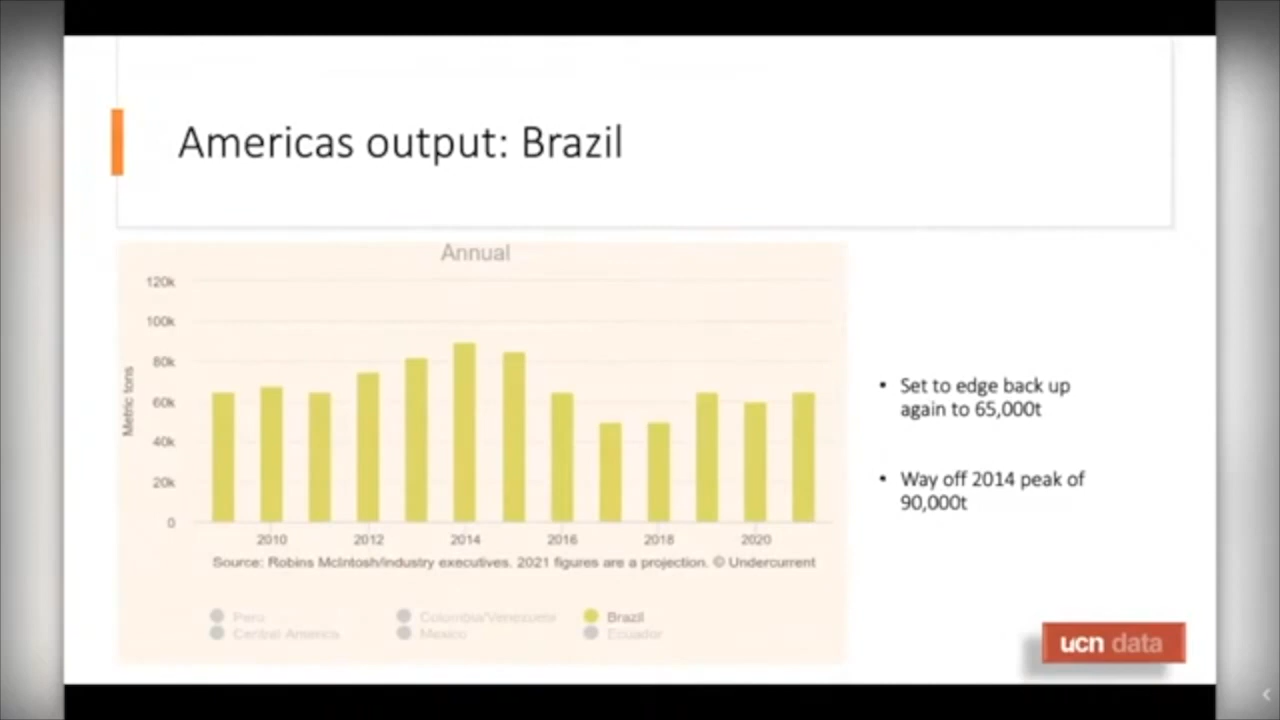 Americas output: Brazil
Annual
120k
100k
80k
60k
40k
20k
0
Metric tons
2010 2012 2014 2016 2018 2020
Source: Robins McIntosh/industry executives. 2021 figures are a projection. © Undercurrent
Peru Colombia/Venezuela Brazil
Central America Mexico Ecuador
• Set to edge back up
again to 65,000t
• Way off 2014 peak of
90,000t
ucn data